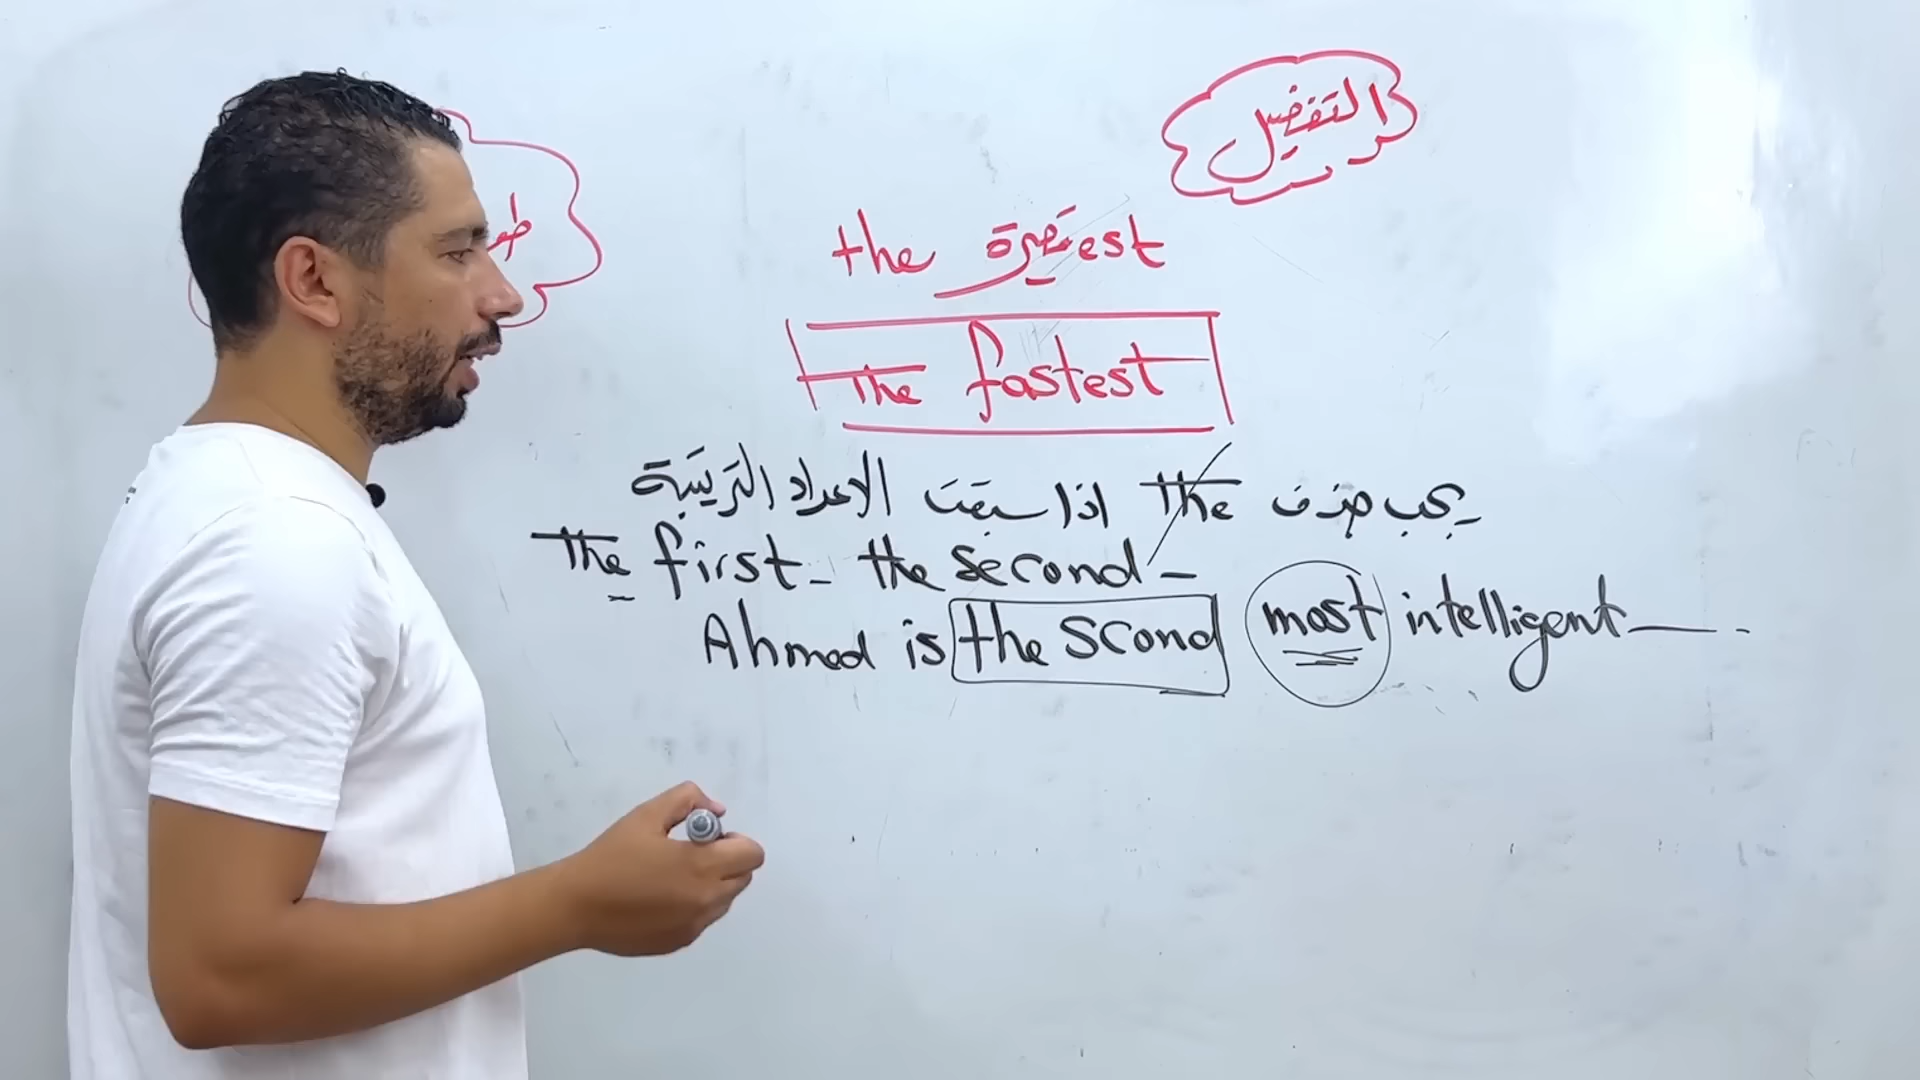 التفضيل
the قصيرة est
The fastest
يجب حذف The اذا سبقت الاعداد الترتيبية
The first - the second -
Ahmed is the Scond most intelligent